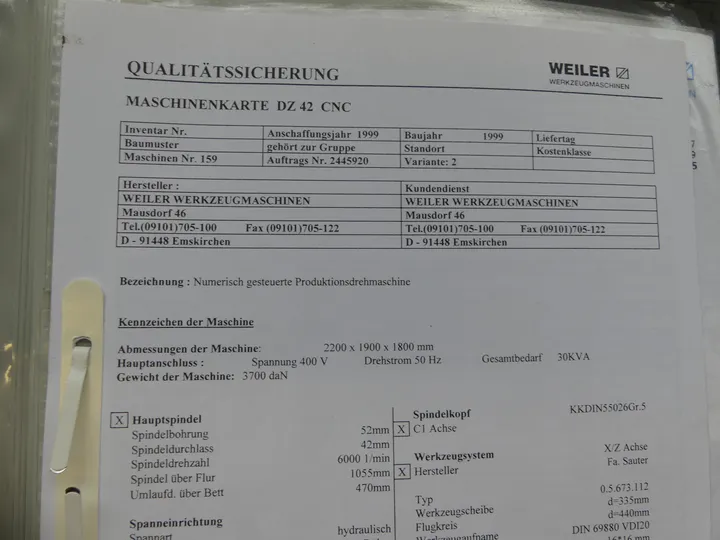 QUALITÄTSSICHERUNG
WEILER
WERKZEUGMASCHINEN
MASCHINENKARTE DZ 42 CNC
Inventar Nr. Anschaffungsjahr 1999 Baujahr 1999 Liefertag
Baumuster gehört zur Gruppe Standort Kostenklasse
Maschinen Nr. 159 Auftrags Nr. 2445920 Variante: 2
Hersteller : Kundendienst
WEILER WERKZEUGMASCHINEN WEILER WERKZEUGMASCHINEN
Mausdorf 46 Mausdorf 46
Tel.(09101)705-100 Fax (09101)705-122 Tel.(09101)705-100 Fax (09101)705-122
D - 91448 Emskirchen D - 91448 Emskirchen
Bezeichnung : Numerisch gesteuerte Produktionsdrehmaschine
Kennzeichen der Maschine
Abmessungen der Maschine: 2200 x 1900 x 1800 mm
Hauptanschluss : Spannung 400 V Drehstrom 50 Hz Gesamtbedarf 30KVA
Gewicht der Maschine: 3700 daN
X Hauptspindel
Spindelbohrung 52mm
Spindeldurchlass 42mm
Spindeldrehzahl 6000 1/min
Spindel über Flur 1055mm
Umlaufd. über Bett 470mm
Spanneinrichtung
Spannart hydraulisch
Spindelkopf KKDIN55026Gr.5
X C1 Achse
Werkzeugsystem X/Z Achse
X Hersteller Fa. Sauter
Typ 0.5.673.112
Werkzeugscheibe d=335mm
Flugkreis d=440mm
Werkzeugaufname DIN 69880 VDI20
16*16 mm